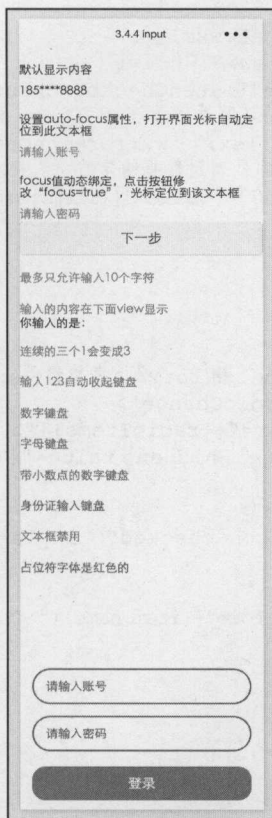 3.4.4 input
默认显示内容
185****8888
设置auto-focus属性，打开界面光标自动定
位到此文本框
请输入账号
focus值动态绑定，点击按钮修
改“focus=true”，光标定位到该文本框
请输入密码
下一步
最多只允许输入10个字符
输入的内容在下面view显示
你输入的是：
连续的三个1会变成3
输入123自动收起键盘
数字键盘
字母键盘
带小数点的数字键盘
身份证输入键盘
文本框禁用
占位符字体是红色的
请输入账号
请输入密码
登录